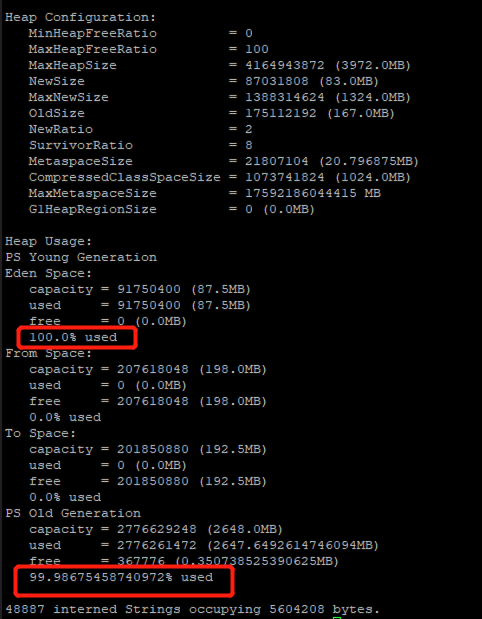 Heap Configuration:
MinHeapFreeRatio = 0
MaxHeapFreeRatio = 100
MaxHeapSize = 4164943872 (3972.0MB)
NewSize = 87031808 (83.0MB)
MaxNewSize = 1388314624 (1324.0MB)
OldSize = 175112192 (167.0MB)
NewRatio = 2
SurvivorRatio = 8
MetaspaceSize = 21807104 (20.796875MB)
CompressedClassSpaceSize = 1073741824 (1024.0MB)
MaxMetaspaceSize = 17592186044415 MB
G1HeapRegionSize = 0 (0.0MB)
Heap Usage:
PS Young Generation
Eden Space:
capacity = 91750400 (87.5MB)
used = 91750400 (87.5MB)
free = 0 (0.0MB)
100.0% used
From Space:
capacity = 207618048 (198.0MB)
used = 0 (0.0MB)
free = 207618048 (198.0MB)
0.0% used
To Space:
capacity = 201850880 (192.5MB)
used = 0 (0.0MB)
free = 201850880 (192.5MB)
0.0% used
PS Old Generation
capacity = 2776629248 (2648.0MB)
used = 2776261472 (2647.6492614746094MB)
free = 367776 (0.350738525390625MB)
99.98675458740972% used
48887 interned Strings occupying 5604208 bytes.